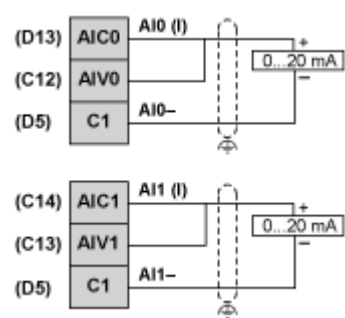 (D13) AIC0 AI0 (I) +
0...20 mA
(C12) AIV0 –
(D5) C1 AI0–
(C14) AIC1 AI1 (I) +
0...20 mA
(C13) AIV1 –
(D5) C1 AI1–